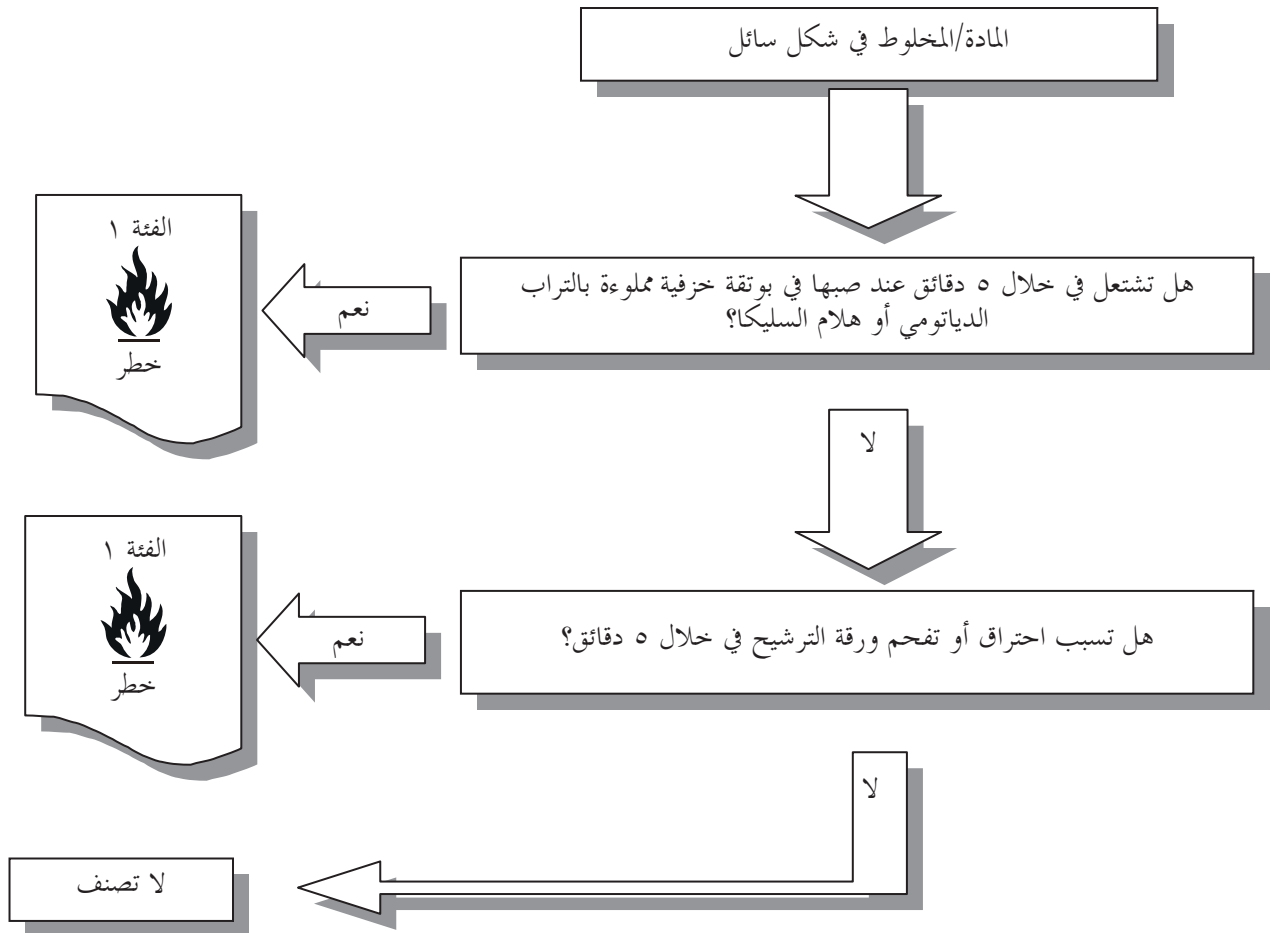 المادة/المخلوط في شكل سائل
هل تشتعل في خلال ٥ دقائق عند صبها في بوتقة خزفية مملوءة بالتراب
الدياتومي أو هلام السليكا؟
نعم
الفئة ١
خطر
لا
هل تسبب احتراق أو تفحم ورقة الترشيح في خلال ٥ دقائق؟
نعم
الفئة ١
خطر
لا
لا تصنف